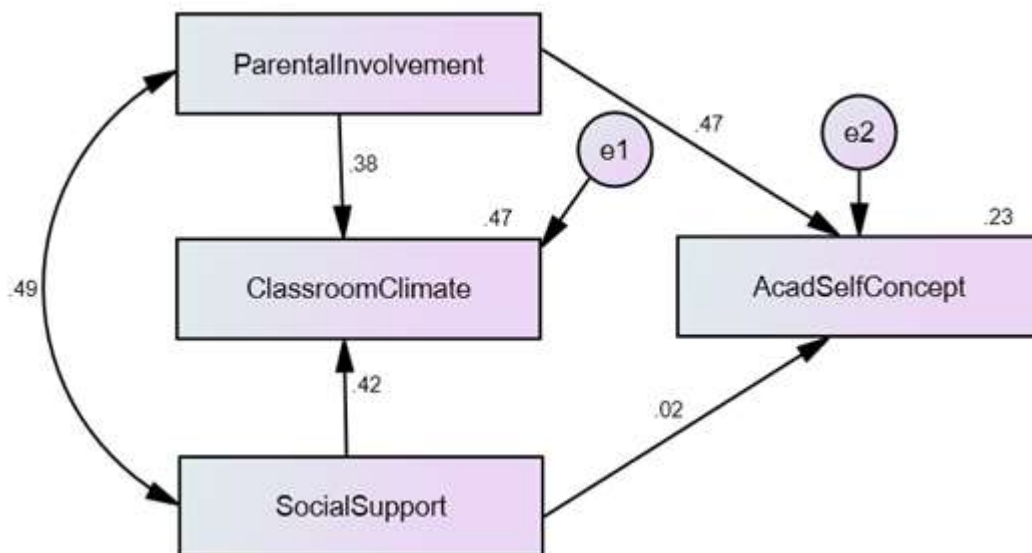 ParentalInvolvement
e1
.47
e2
.38
.47
.23
ClassroomClimate
AcadSelfConcept
.49
.42
.02
SocialSupport